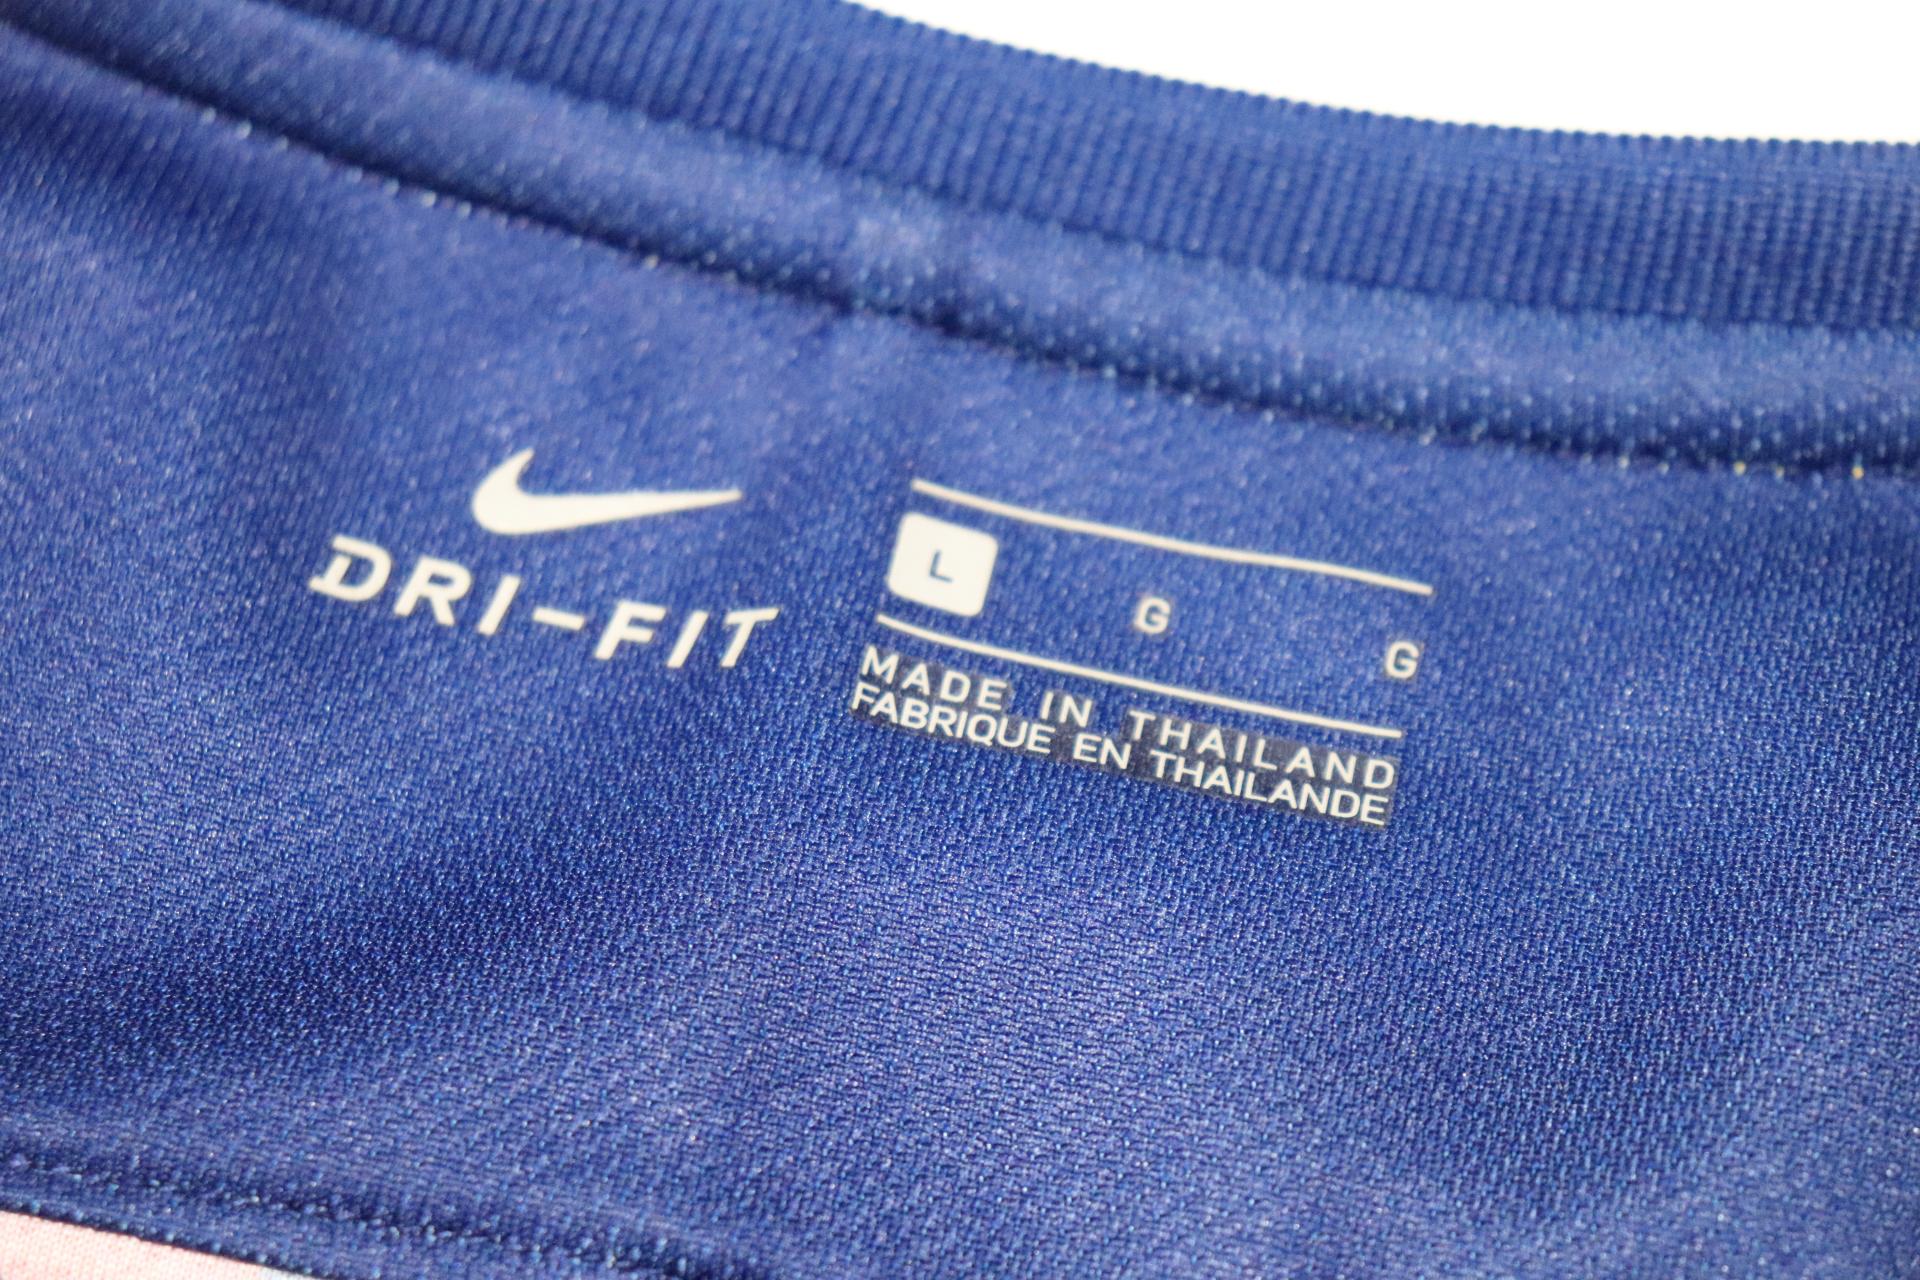 DRI-FIT
L G G
MADE IN THAILAND
FABRIQUE EN THAILANDE